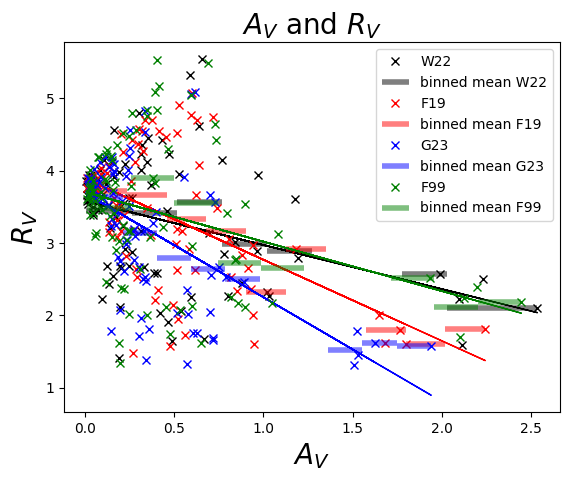 A_V and R_V
W22
binned mean W22
F19
binned mean F19
G23
binned mean G23
F99
binned mean F99
R_V
5
4
3
2
1
0.0 0.5 1.0 1.5 2.0 2.5
A_V